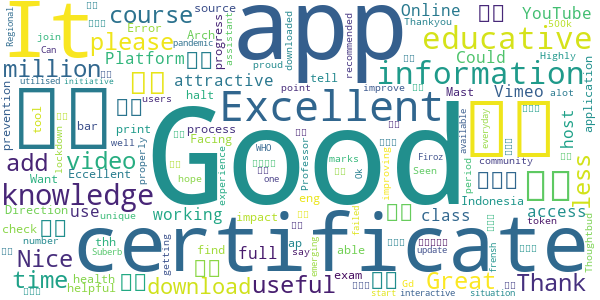 It
app
course
YouTube
Online
source
500k
Regional
please
Error
Arch
Thankyou
join
Can
Platform
progress
pandemic
downloaded
recommended
proud
Highly
assistant
educative
million
attractive
tell
Could
information
utilised
initiative
halt
users
point
improve
Mast
Vimeo
alot
application
prevention
tool
bar
Excellent
host
everyday
add
video
print
process
WHO
available
less
lockdown
Eccellent
properly
Facing
Good
Professor
marks
Firoz
community
knowledge
Want
well
experience
hope
one
Ok
Seen
improving
period
Direction
use
unique
working
impact
eng
class
Indonesia
access
certificate
check
number
thh
getting
full
ap
able
emerging
failed
update
token
frensh
Thoughtbud
Nice
Suberb
find
say
time
health
helpful
download
useful
exam
Gd
Great
Thank
start
interactive
situation